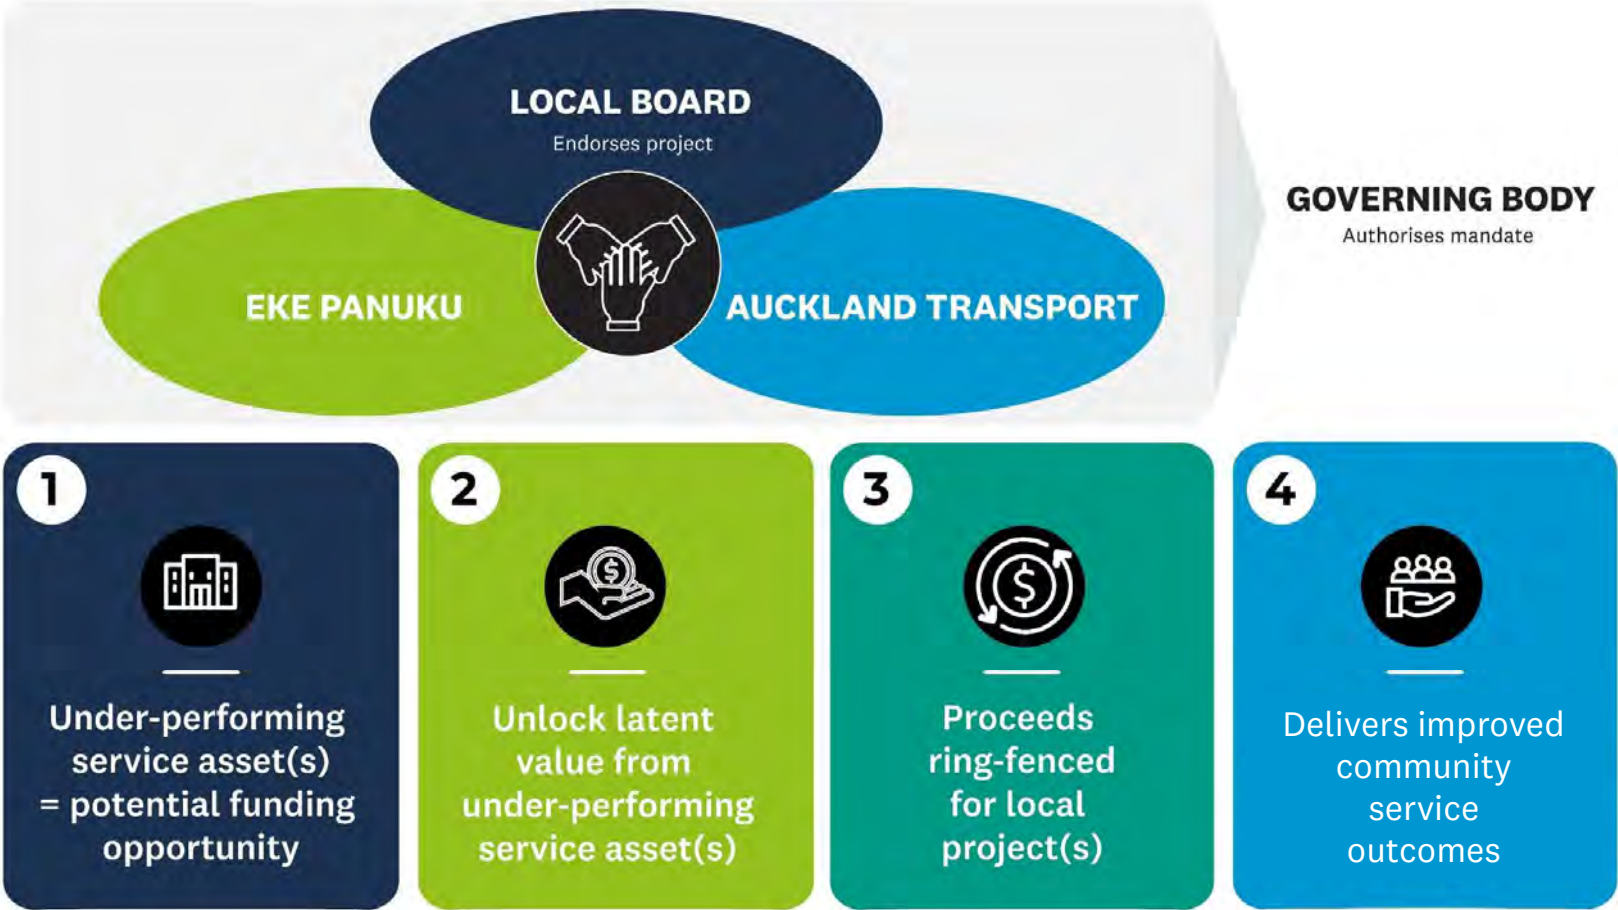 LOCAL BOARD
Endorses project
EKE PANUKU
AUCKLAND TRANSPORT
GOVERNING BODY
Authorises mandate
1
Under-performing
service asset(s)
= potential funding
opportunity
2
$
Unlock latent
value from
under-performing
service asset(s)
3
$
Proceeds
ring-fenced
for local
project(s)
4
Delivers improved
community
service
outcomes